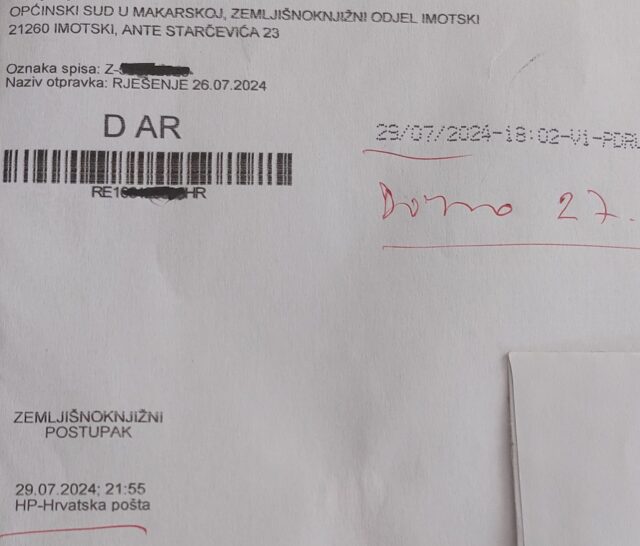 OPĆINSKI SUD U MAKARSKOJ, ZEMLJIŠNOKNJIŽNI ODJEL IMOTSKI
21260 IMOTSKI, ANTE STARČEVIĆA 23
Oznaka spisa: Z-
Naziv otpravka: RJEŠENJE 26.07.2024
D AR
29/07/2024-18:02-V1-PDRU
RE10 HR
27.
ZEMLJIŠNOKNJIŽNI
POSTUPAK
29.07.2024; 21:55
HP-Hrvatska pošta